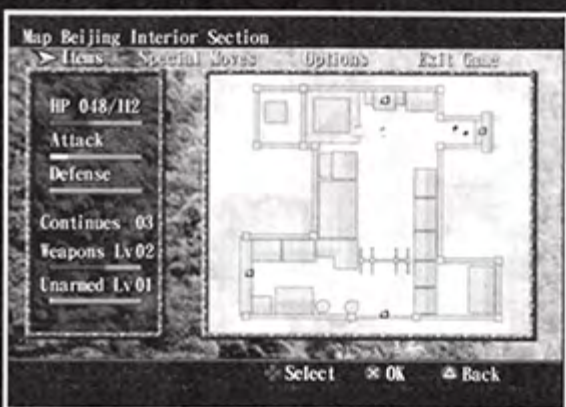 Map Beijing Interior Section
Items Special Moves Options Exit Game
HP 048/112
Attack
Defense
Continues 03
Weapons Lv02
Unarmed Lv01
Select OK Back